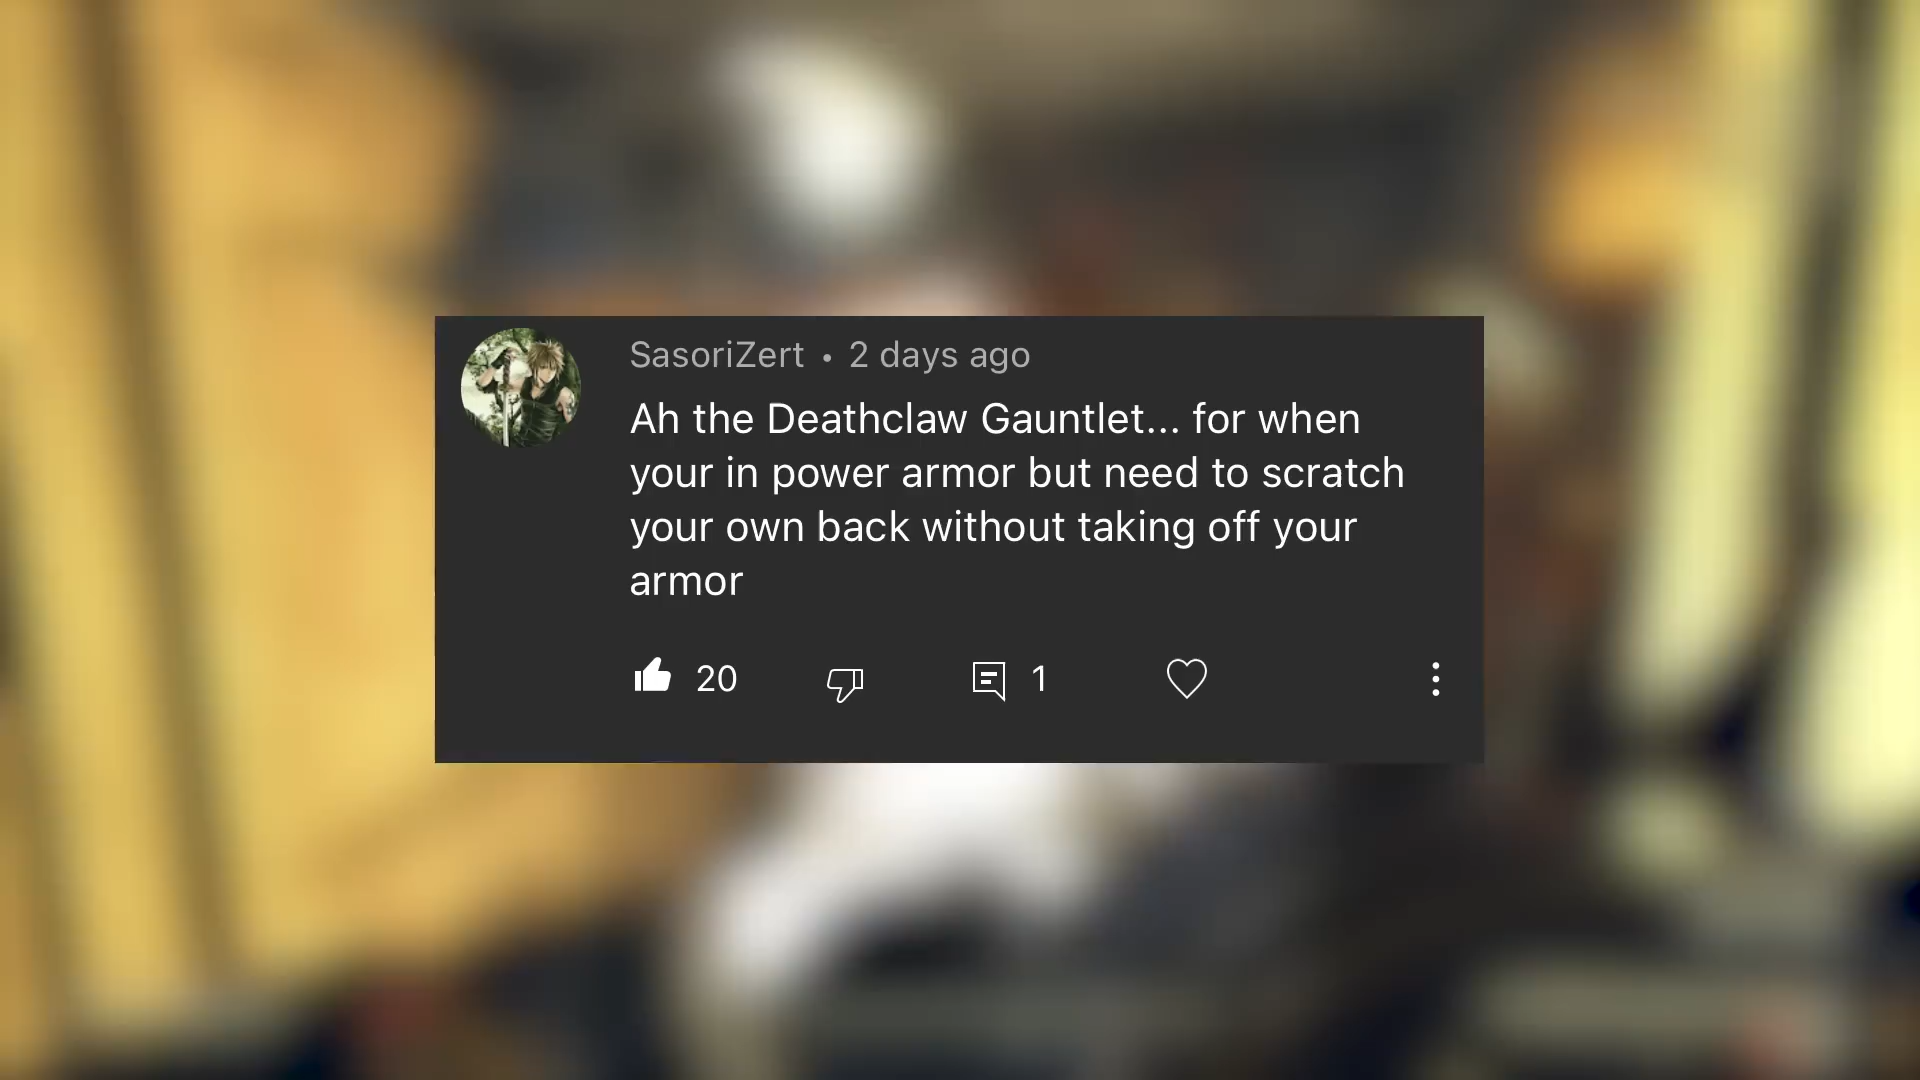 SasoriZert • 2 days ago
Ah the Deathclaw Gauntlet... for when
your in power armor but need to scratch
your own back without taking off your
armor
20
1